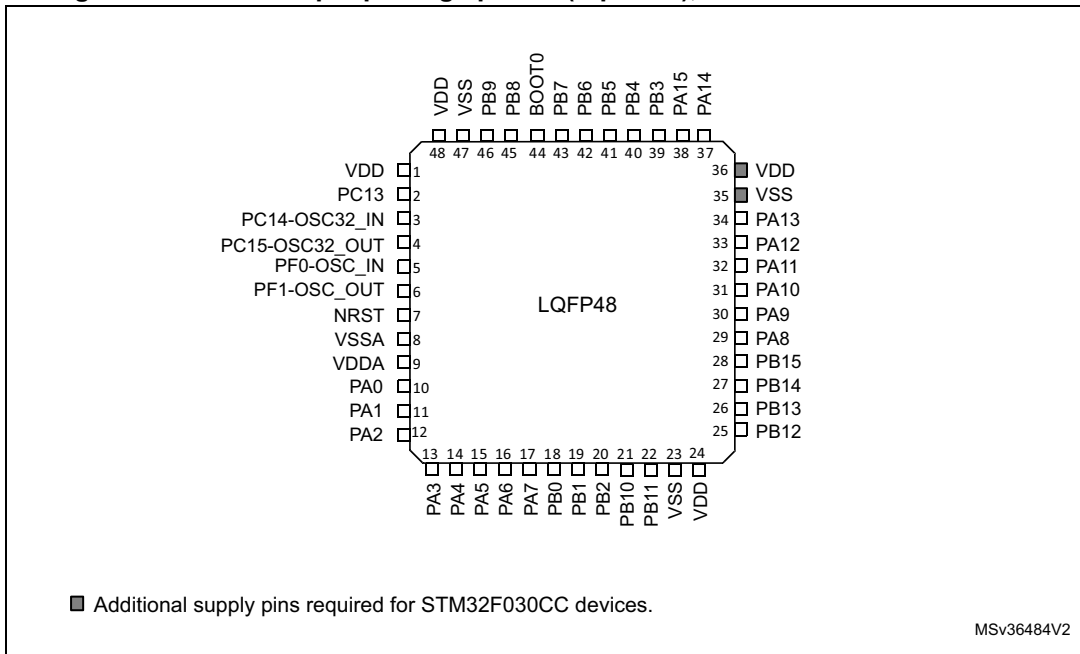 VDD
VSS
PB9
PB8
BOOT0
PB7
PB6
PB5
PB4
PB3
PA15
PA14
48 47 46 45 44 43 42 41 40 39 38 37
VDD 1
PC13 2
PC14-OSC32_IN 3
PC15-OSC32_OUT 4
PF0-OSC_IN 5
PF1-OSC_OUT 6
NRST 7
VSSA 8
VDDA 9
PA0 10
PA1 11
PA2 12
LQFP48
36 VDD
35 VSS
34 PA13
33 PA12
32 PA11
31 PA10
30 PA9
29 PA8
28 PB15
27 PB14
26 PB13
25 PB12
13 14 15 16 17 18 19 20 21 22 23 24
PA3
PA4
PA5
PA6
PA7
PB0
PB1
PB2
PB10
PB11
VSS
VDD
Additional supply pins required for STM32F030CC devices.
MSv36484V2